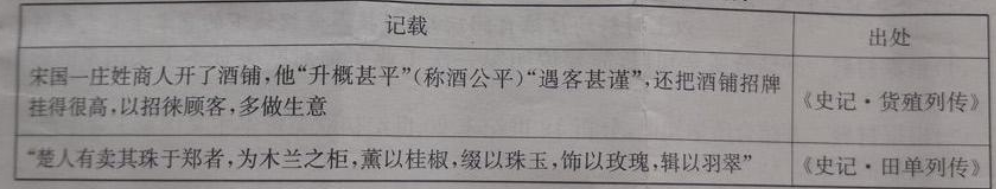 记载
出处
宋国一庄姓商人开了酒铺,他“升概甚平”(称酒公平)“遇客甚谨”,还把酒铺招牌
挂得很高,以招徕顾客,多做生意
《史记·货殖列传》
“楚人有卖其珠于郑者,为木兰之柜,薰以桂椒,缀以珠玉,饰以玫瑰,辑以羽翠”
《史记·田单列传》